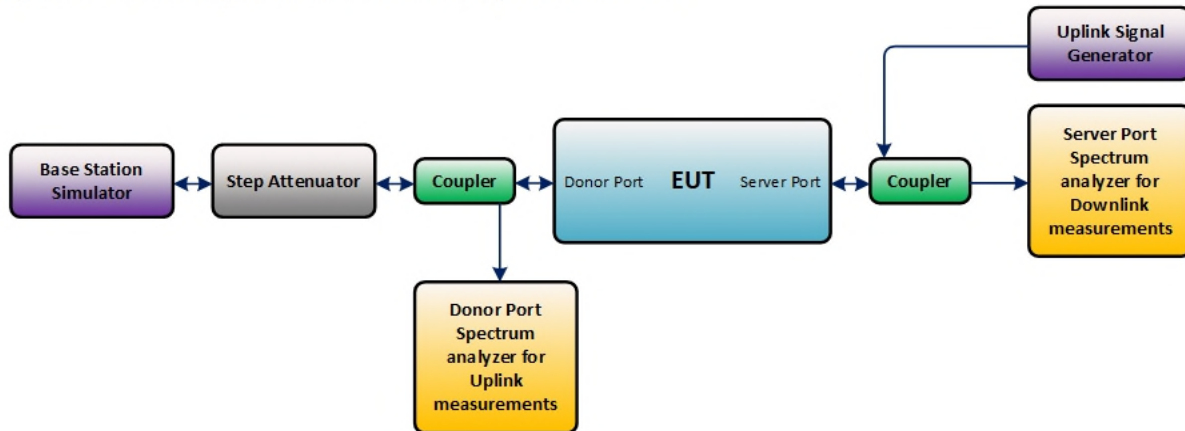 Uplink Signal
Generator
Base Station
Simulator
Step Attenuator
Coupler
Donor Port
EUT
Server Port
Coupler
Server Port
Spectrum
analyzer for
Downlink
measurements
Donor Port
Spectrum
analyzer for
Uplink
measurements